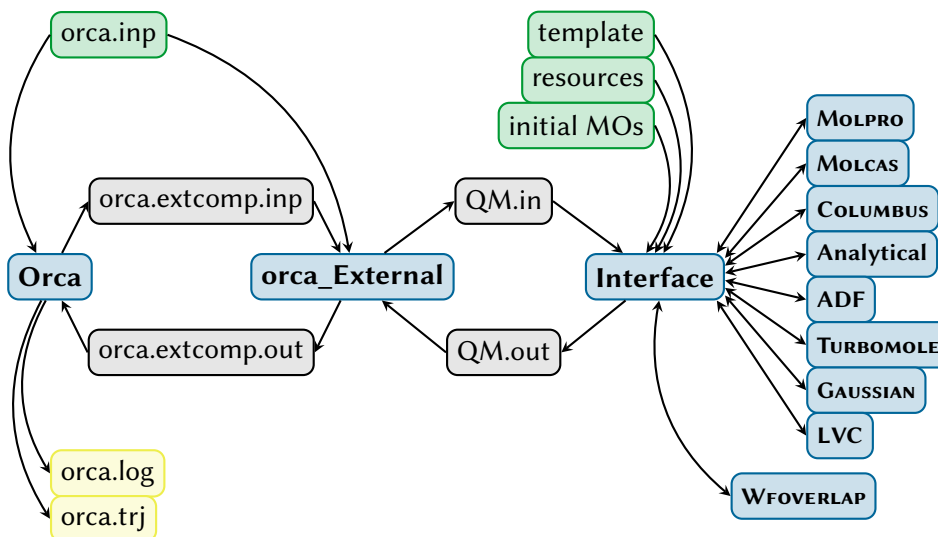 orca.inp
template
resources
initial MOs
orca.extcomp.inp
QM.in
Orca
orca_External
Interface
orca.extcomp.out
QM.out
orca.log
orca.trj
Molpro
Molcas
Columbus
Analytical
ADF
Turbomole
Gaussian
LVC
Wfoverlap